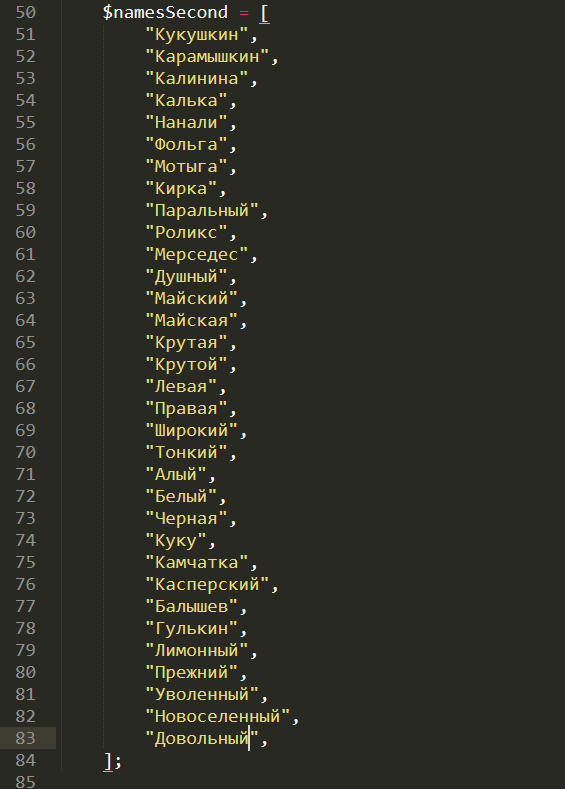 50 $namesSecond = [
51 "Кукушкин",
52 "Карамышкин",
53 "Калинина",
54 "Калька",
55 "Нанали",
56 "Фольга",
57 "Мотыга",
58 "Кирка",
59 "Паральный",
60 "Роликс",
61 "Мерседес",
62 "Душный",
63 "Майский",
64 "Майская",
65 "Крутая",
66 "Крутой",
67 "Левая",
68 "Правая",
69 "Широкий",
70 "Тонкий",
71 "Алый",
72 "Белый",
73 "Черная",
74 "Куку",
75 "Камчатка",
76 "Касперский",
77 "Балышев",
78 "Гулькин",
79 "Лимонный",
80 "Прежний",
81 "Уволенный",
82 "Новоселенный",
83 "Довольный",
84 ];
85